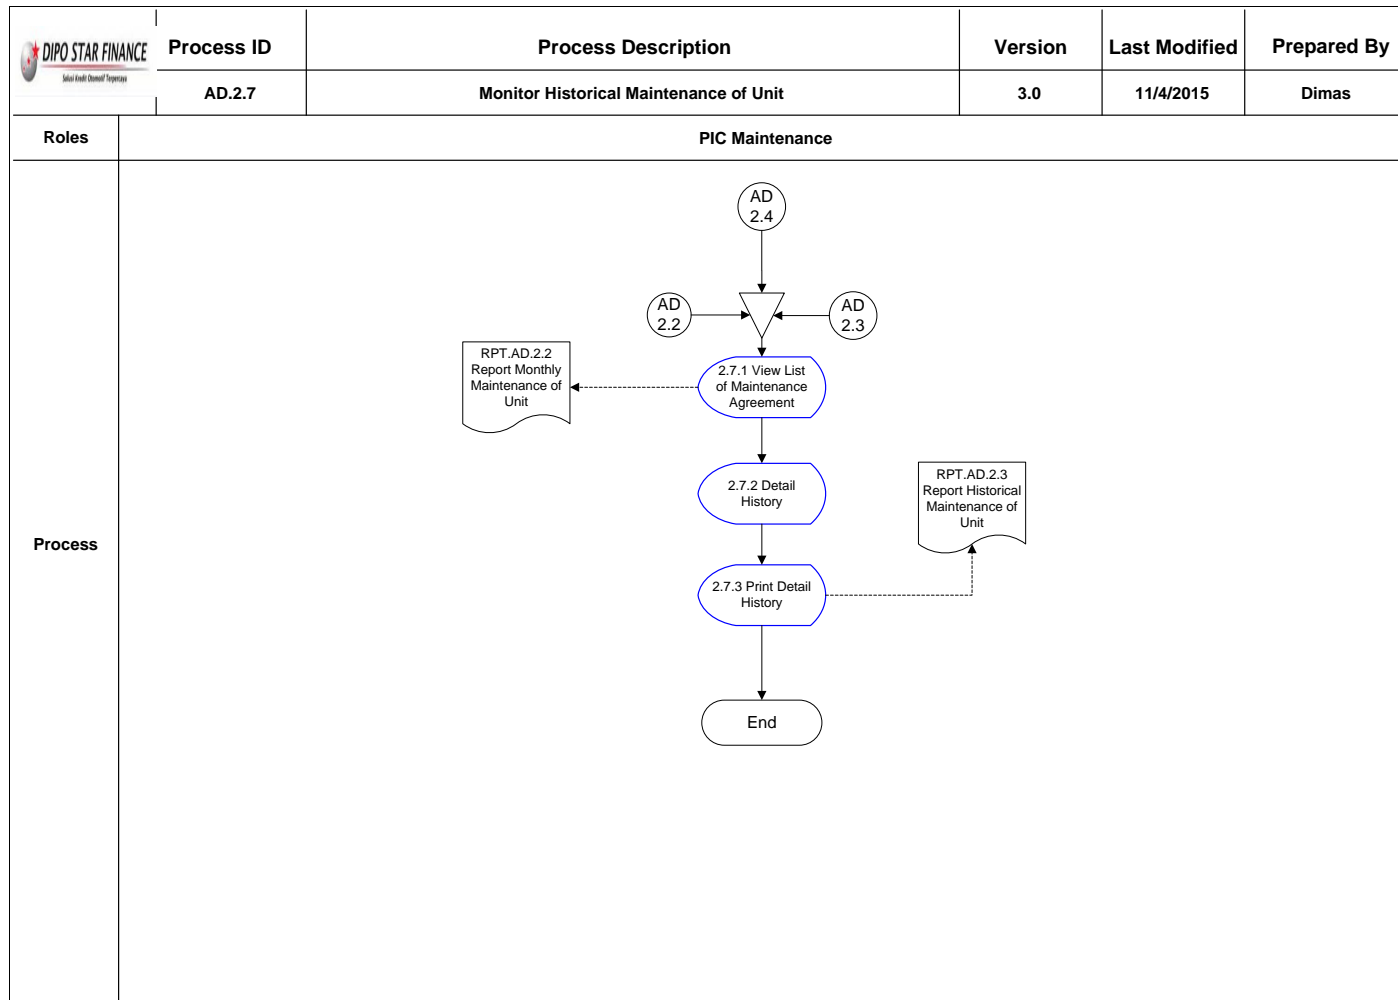 DIPO STAR FINANCE
Solusi Kredit Otomotif Terpercaya
Process ID
Process Description
Version
Last Modified
Prepared By
AD.2.7
Monitor Historical Maintenance of Unit
3.0
11/4/2015
Dimas
Roles
PIC Maintenance
Process
AD
2.4
AD
2.2
AD
2.3
RPT.AD.2.2
Report Monthly
Maintenance of
Unit
2.7.1 View List
of Maintenance
Agreement
2.7.2 Detail
History
RPT.AD.2.3
Report Historical
Maintenance of
Unit
2.7.3 Print Detail
History
End